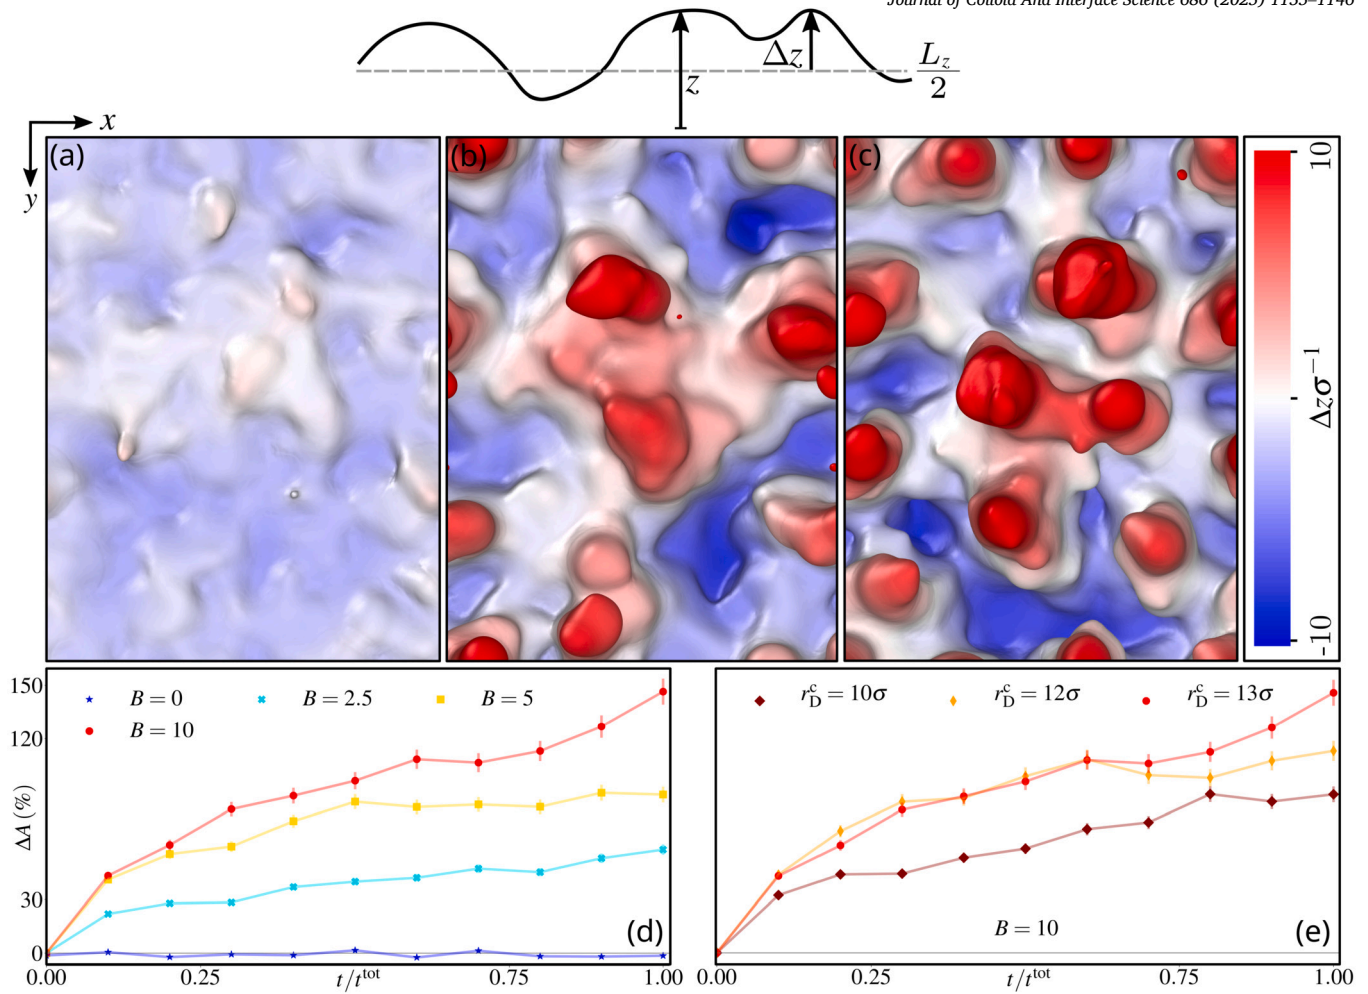 Journal of Colloid And Interface Science 686 (2025) 1135–1146
z
Δz
L_z/2
x
y
(a)
(b)
(c)
10
Δzσ⁻¹
-10
150
120
30
0
ΔA (%)
B = 0
B = 2.5
B = 5
B = 10
(d)
0.00
0.25
t/t^tot
0.75
1.00
r_D^c = 10σ
r_D^c = 12σ
r_D^c = 13σ
B = 10
(e)
0.00
0.25
t/t^tot
0.75
1.00